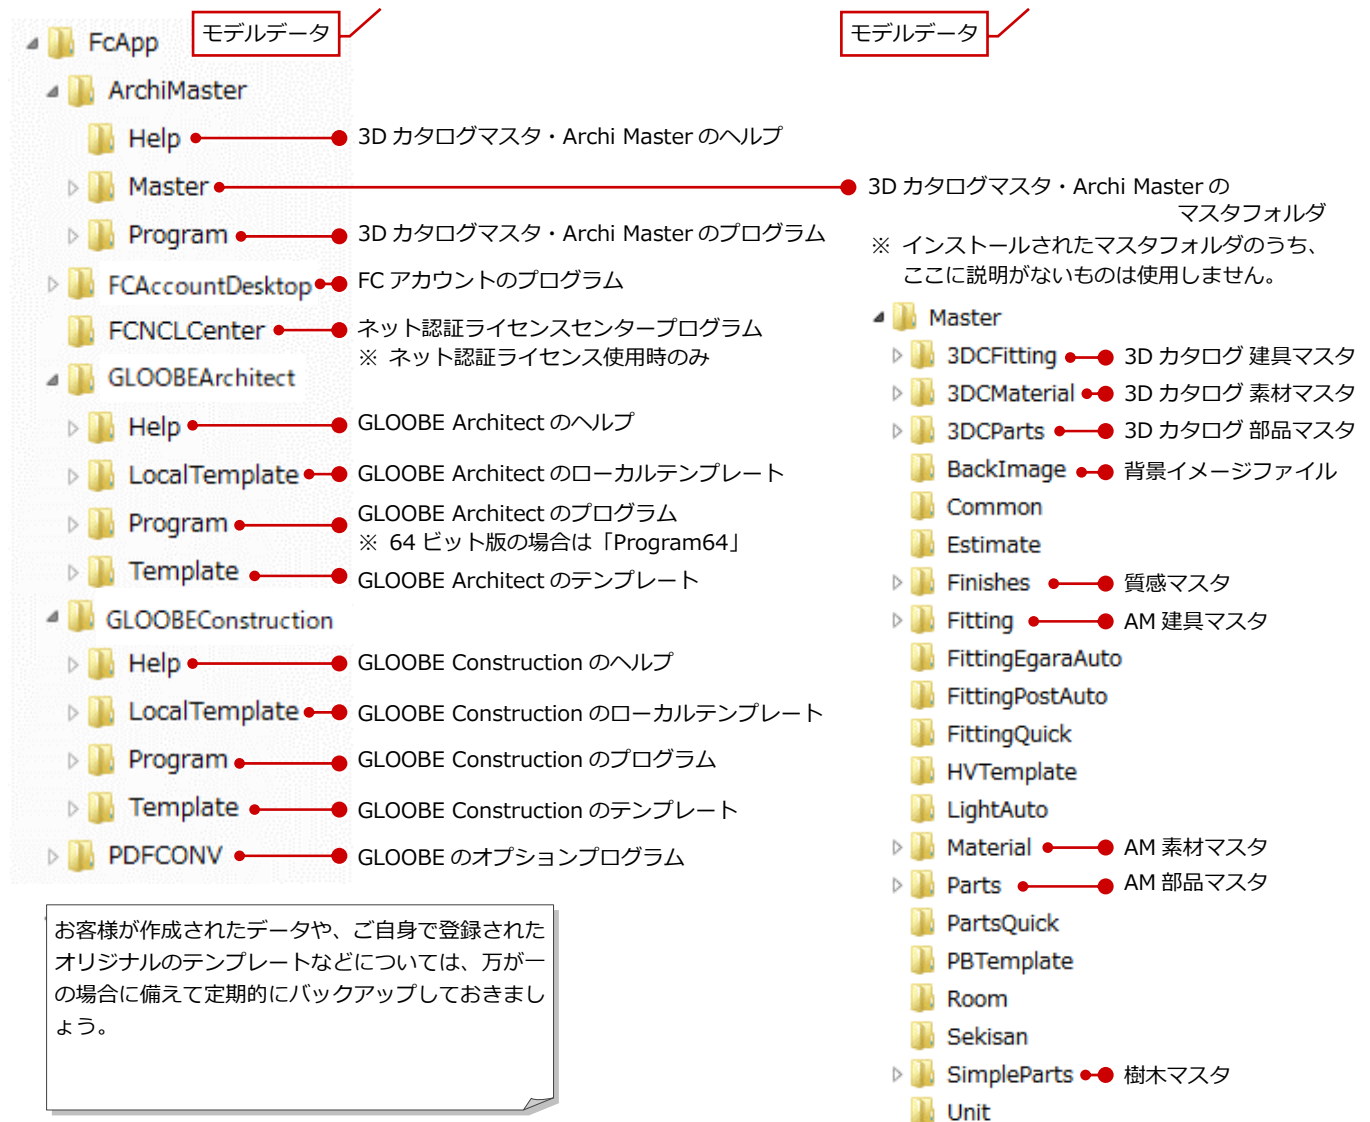 モデルデータ
FcApp
ArchiMaster
Help
3D カタログマスタ・Archi Master のヘルプ
Master
Program
3D カタログマスタ・Archi Master のプログラム
FCAccountDesktop
FC アカウントのプログラム
FCNCLCenter
ネット認証ライセンスセンタープログラム
※ ネット認証ライセンス使用時のみ
GLOOBEArchitect
Help
GLOOBE Architect のヘルプ
LocalTemplate
GLOOBE Architect のローカルテンプレート
Program
GLOOBE Architect のプログラム
※ 64 ビット版の場合は「Program64」
Template
GLOOBE Architect のテンプレート
GLOOBEConstruction
Help
GLOOBE Construction のヘルプ
LocalTemplate
GLOOBE Construction のローカルテンプレート
Program
GLOOBE Construction のプログラム
Template
GLOOBE Construction のテンプレート
PDFCONV
GLOOBE のオプションプログラム
お客様が作成されたデータや、ご自身で登録された
オリジナルのテンプレートなどについては、万が一
の場合に備えて定期的にバックアップしておきまし
ょう。
モデルデータ
3D カタログマスタ・Archi Master の
マスタフォルダ
※ インストールされたマスタフォルダのうち、
ここに説明がないものは使用しません。
Master
3DCFitting
3D カタログ 建具マスタ
3DCMaterial
3D カタログ 素材マスタ
3DCParts
3D カタログ 部品マスタ
BackImage
背景イメージファイル
Common
Estimate
Finishes
質感マスタ
Fitting
AM 建具マスタ
FittingEgaraAuto
FittingPostAuto
FittingQuick
HVTemplate
LightAuto
Material
AM 素材マスタ
Parts
AM 部品マスタ
PartsQuick
PBTemplate
Room
Sekisan
SimpleParts
樹木マスタ
Unit